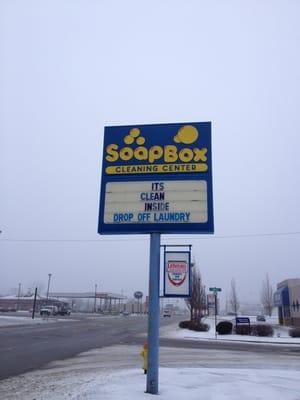 SOAPBOX
CLEANING CENTER
ITS
CLEAN
INSIDE
DROP OFF LAUNDRY